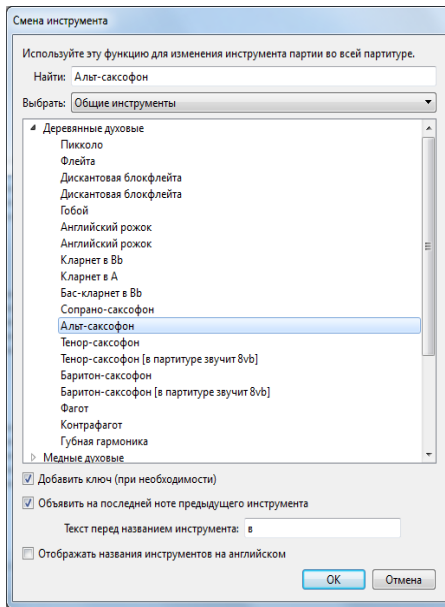 Смена инструмента
Используйте эту функцию для изменения инструмента партии во всей партитуре.
Найти: Альт-саксофон
Выбрать: Общие инструменты
Деревянные духовые
Пикколо
Флейта
Дискантовая блокфлейта
Дискантовая блокфлейта
Гобой
Английский рожок
Английский рожок
Кларнет в Bb
Кларнет в A
Бас-кларнет в Bb
Сопрано-саксофон
Альт-саксофон
Тенор-саксофон
Тенор-саксофон [в партитуре звучит 8vb]
Баритон-саксофон
Баритон-саксофон [в партитуре звучит 8vb]
Фагот
Контрафагот
Губная гармоника
Медные духовые
Добавить ключ (при необходимости)
Объявить на последней ноте предыдущего инструмента
Текст перед названием инструмента: в
Отображать названия инструментов на английском
OK Отмена